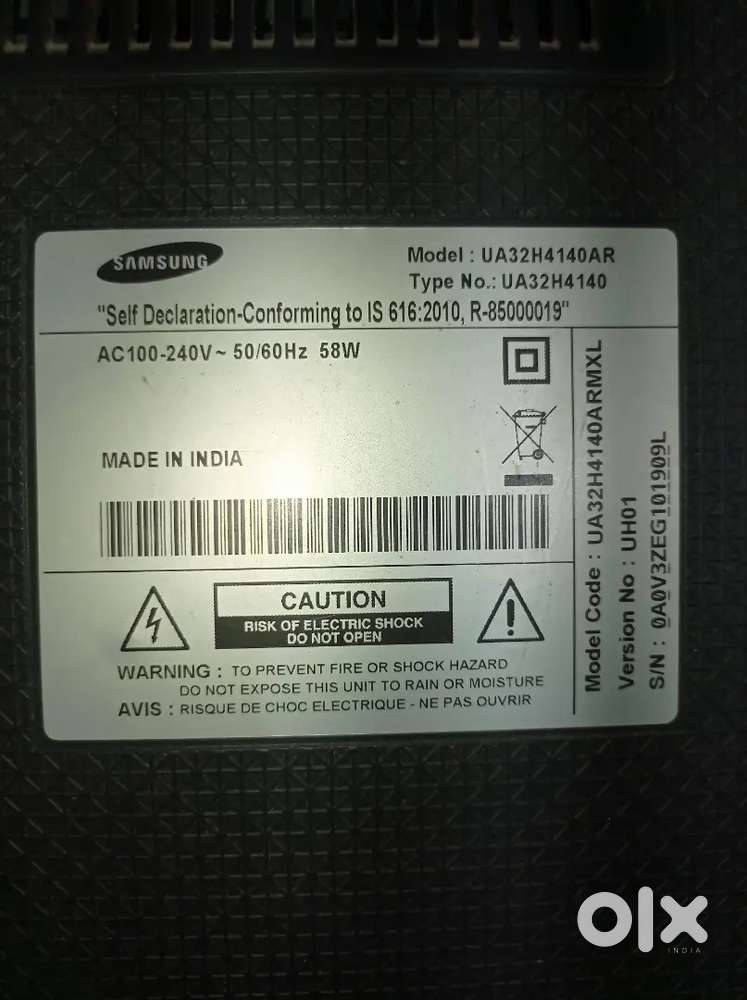 SAMSUNG
Model : UA32H4140AR
Type No.: UA32H4140
"Self Declaration-Conforming to IS 616:2010, R-85000019"
AC100-240V~ 50/60Hz 58W
MADE IN INDIA
CAUTION
RISK OF ELECTRIC SHOCK
DO NOT OPEN
WARNING : TO PREVENT FIRE OR SHOCK HAZARD
DO NOT EXPOSE THIS UNIT TO RAIN OR MOISTURE
AVIS : RISQUE DE CHOC ELECTRIQUE - NE PAS OUVRIR
Model Code : UA32H4140ARMXL
Version No : UH01
S/N : 0A0V3ZEG101909L
olx
INDIA